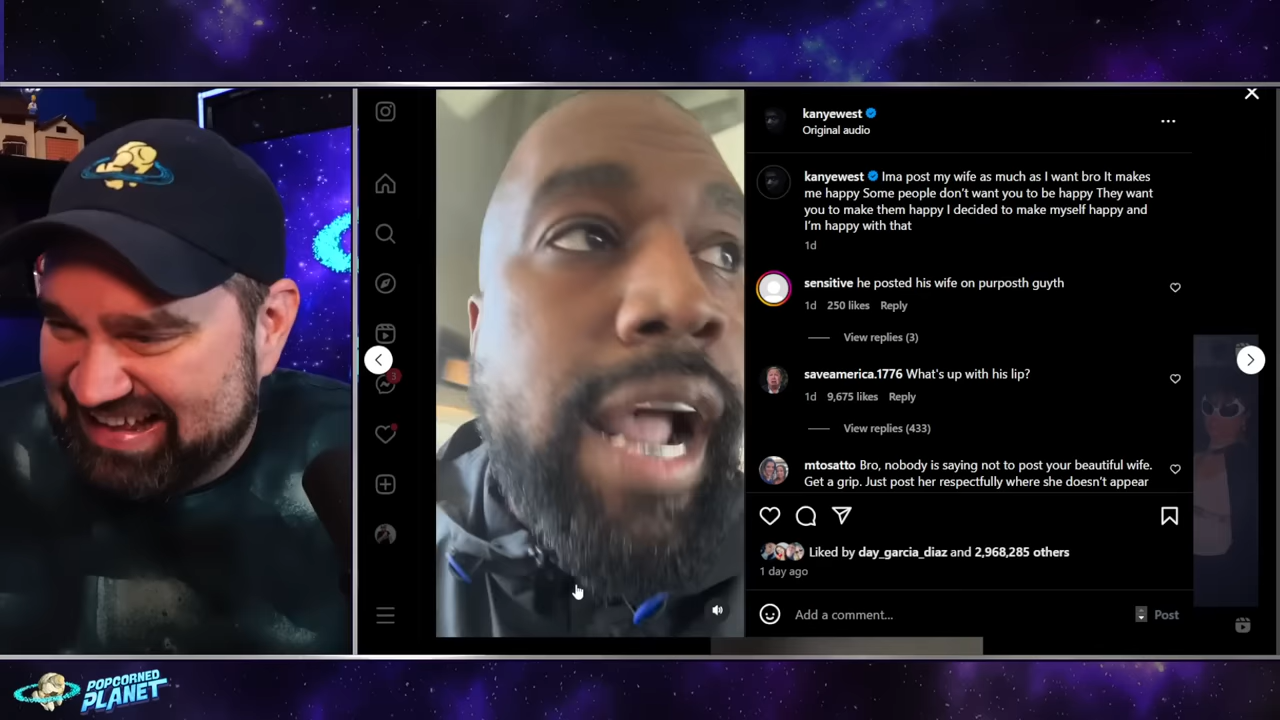 kanyewest
Original audio
kanyewest Ima post my wife as much as I want bro It makes
me happy Some people don't want you to be happy They want
you to make them happy I decided to make myself happy and
I'm happy with that
1d
sensitive he posted his wife on purposth guyth
1d 250 likes Reply
View replies (3)
saveamerica.1776 What's up with his lip?
1d 9,675 likes Reply
View replies (433)
3
mtosatto Bro, nobody is saying not to post your beautiful wife.
Get a grip. Just post her respectfully where she doesn't appear
Liked by day_garcia_diaz and 2,968,285 others
1 day ago
Add a comment...
Post
POPCORNED
PLANET